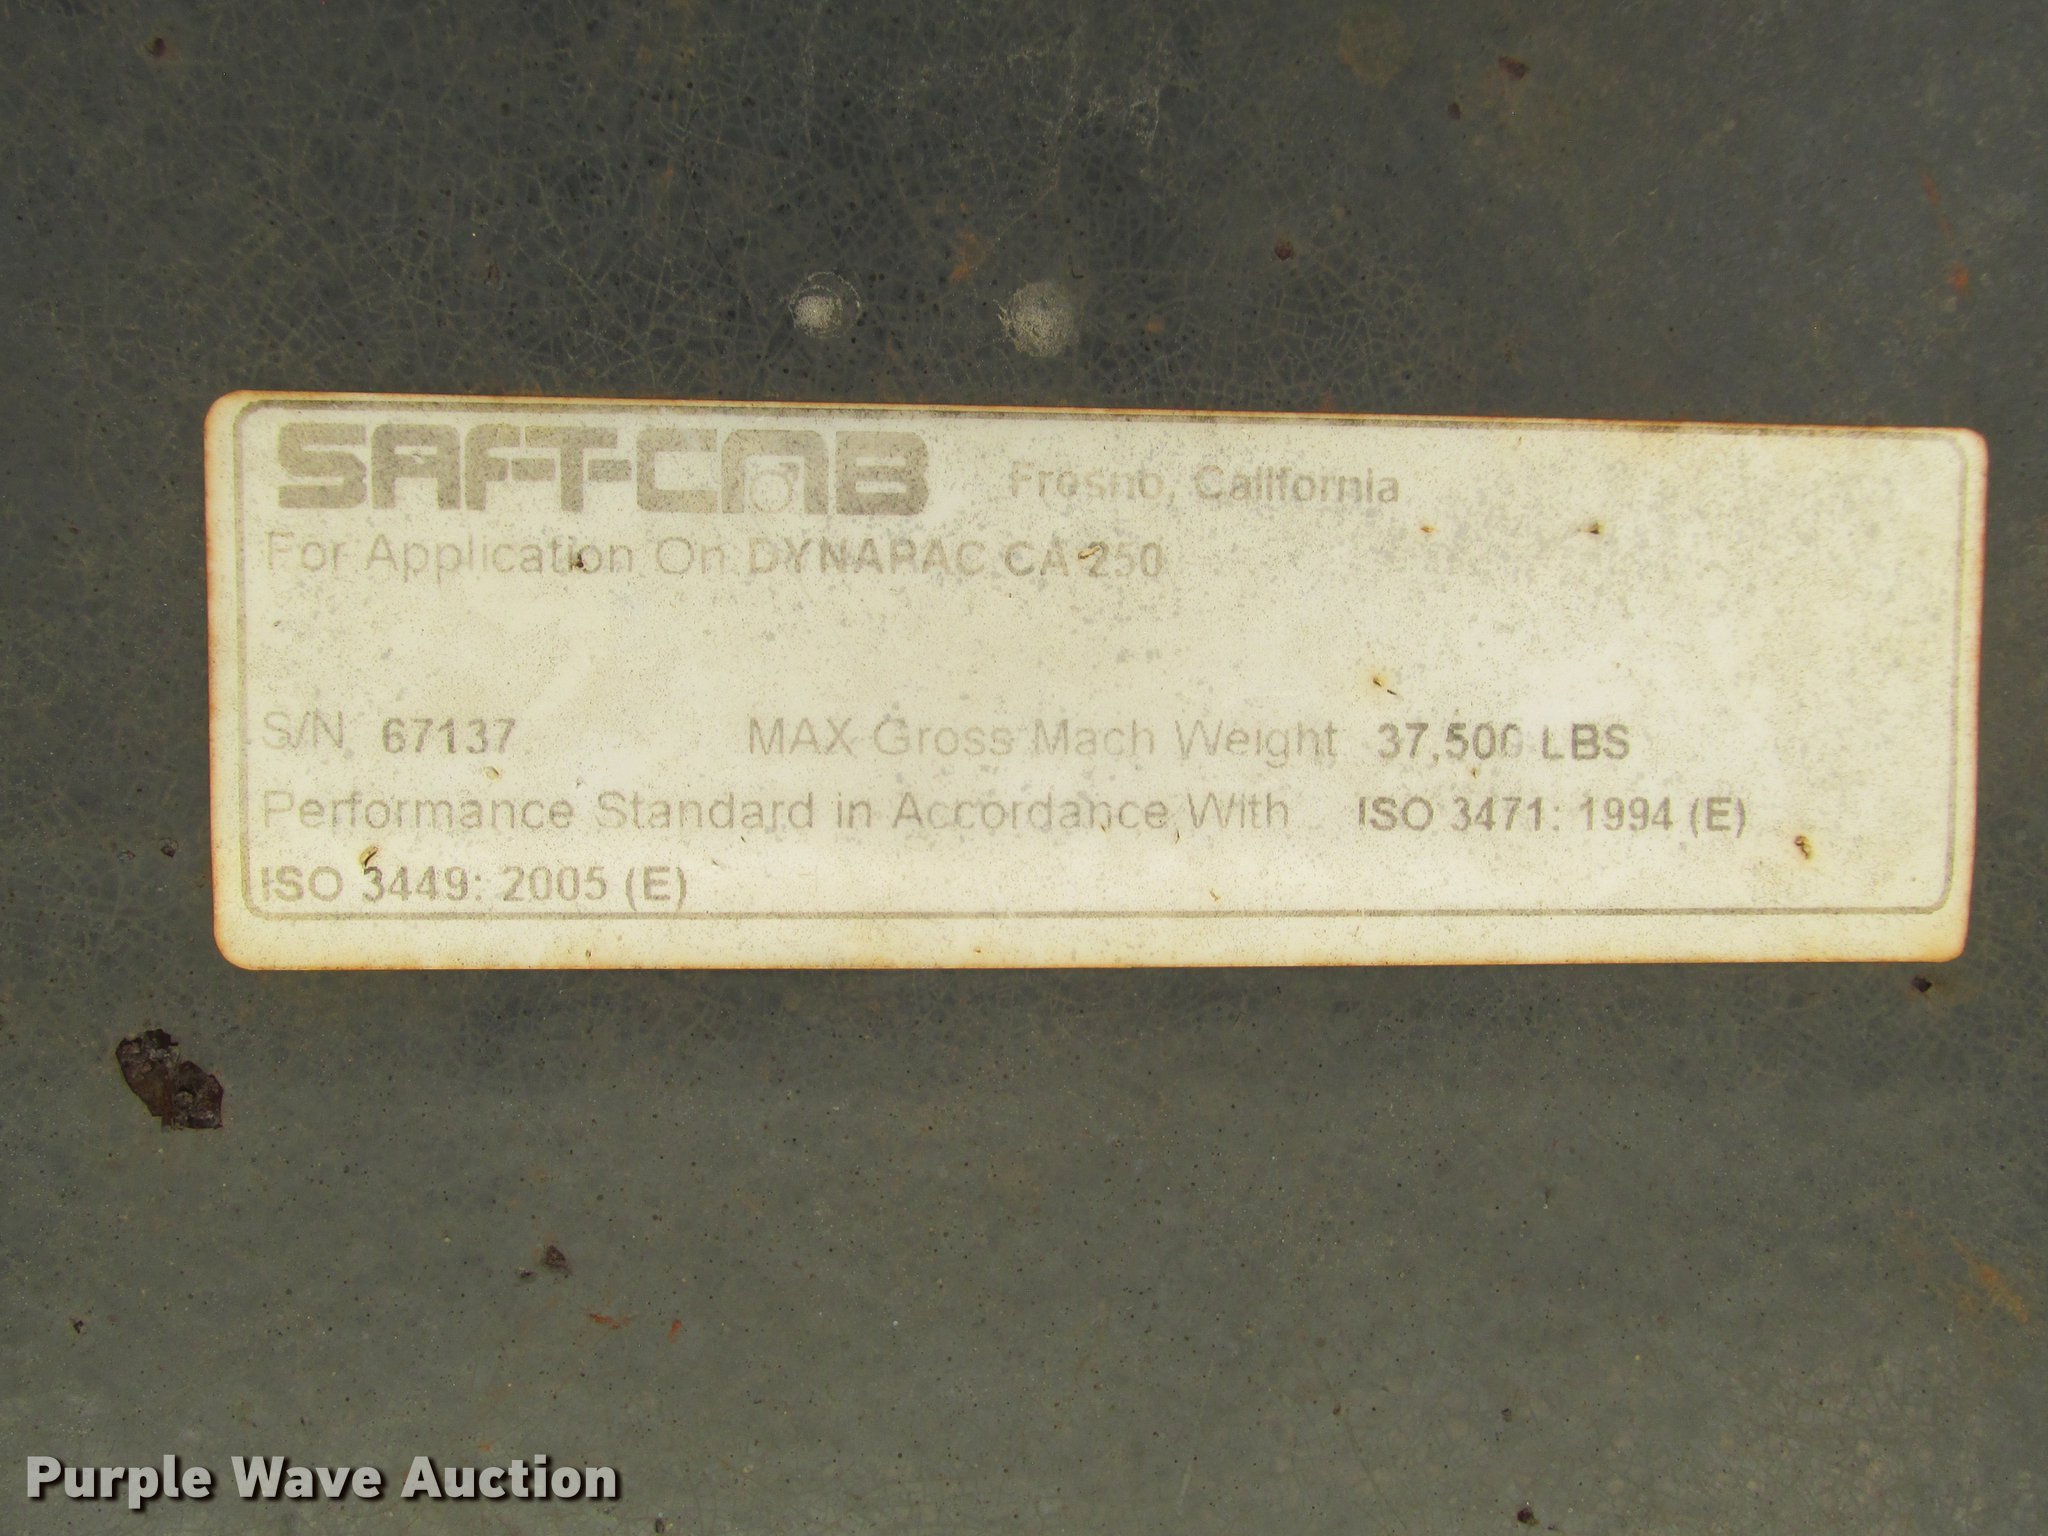 SAFT-CAB Fresno, California
For Application On DYNAPAC CA 250
S/N 67137 MAX Gross Mach Weight 37,500 LBS
Performance Standard in Accordance With ISO 3471: 1994 (E)
ISO 3449: 2005 (E)
Purple Wave Auction